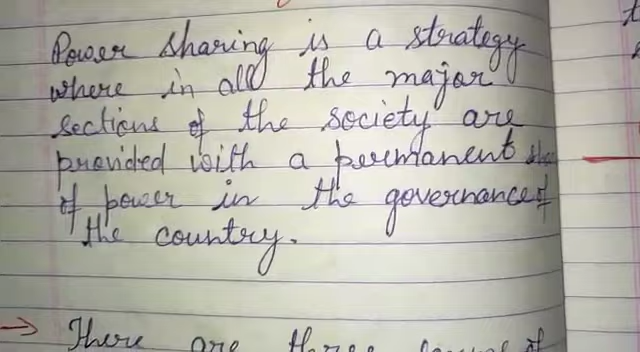 Power sharing is a strategy
where in all the major
sections of the society are
provided with a permanent
of power in the governance of
the country.
→ There are three of